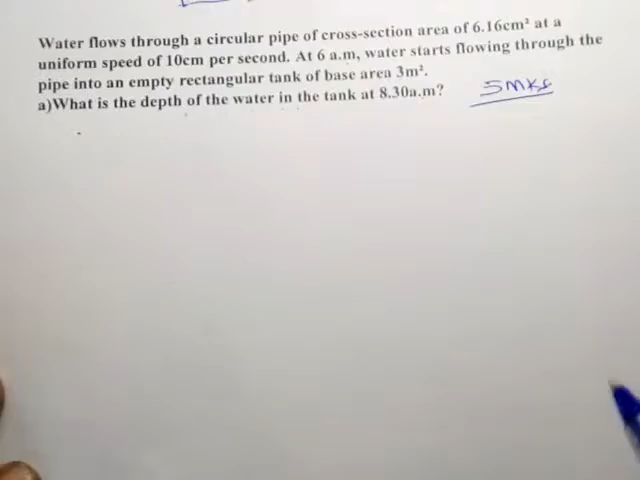 Water flows through a circular pipe of cross-section area of 6.16cm² at a
uniform speed of 10cm per second. At 6 a.m, water starts flowing through the
pipe into an empty rectangular tank of base area 3m².
a)What is the depth of the water in the tank at 8.30a.m?
5MKs